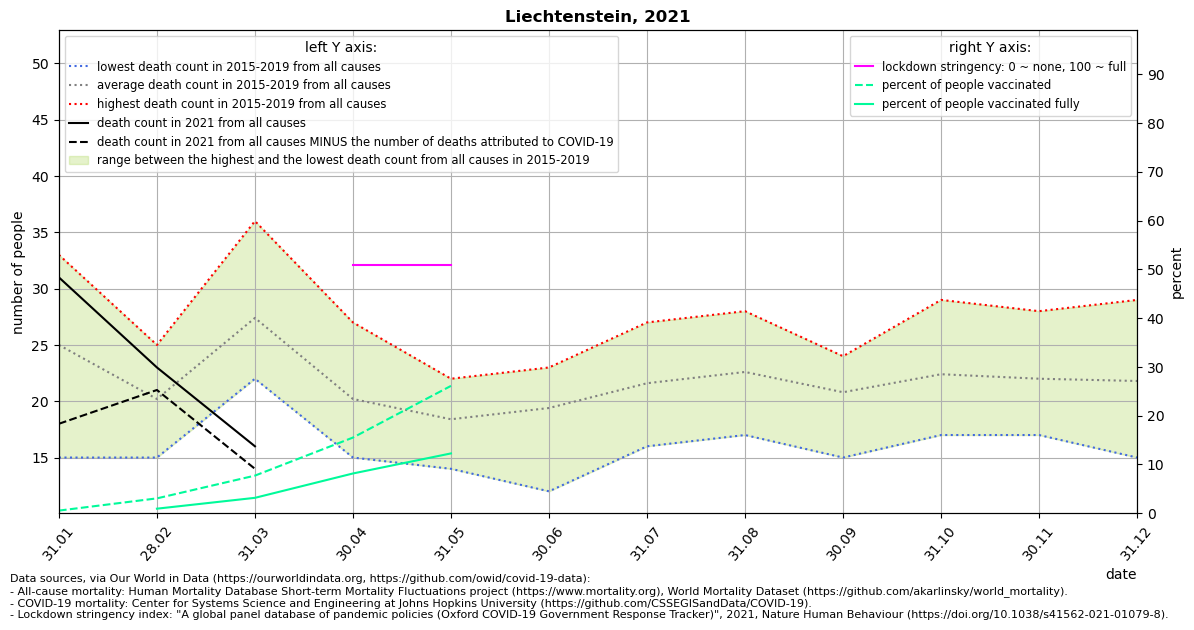 Liechtenstein, 2021
left Y axis:
lowest death count in 2015-2019 from all causes
average death count in 2015-2019 from all causes
highest death count in 2015-2019 from all causes
death count in 2021 from all causes
death count in 2021 from all causes MINUS the number of deaths attributed to COVID-19
range between the highest and the lowest death count from all causes in 2015-2019
right Y axis:
lockdown stringency: 0 ~ none, 100 ~ full
percent of people vaccinated
percent of people vaccinated fully
number of people
50
45
40
35
30
25
20
15
percent
90
80
70
60
50
40
30
20
10
0
31.01
28.02
31.03
30.04
31.05
30.06
31.07
31.08
30.09
31.10
30.11
31.12
date
Data sources, via Our World in Data (https://ourworldindata.org, https://github.com/owid/covid-19-data):
- All-cause mortality: Human Mortality Database Short-term Mortality Fluctuations project (https://www.mortality.org), World Mortality Dataset (https://github.com/akarlinsky/world_mortality).
- COVID-19 mortality: Center for Systems Science and Engineering at Johns Hopkins University (https://github.com/CSSEGISandData/COVID-19).
- Lockdown stringency index: "A global panel database of pandemic policies (Oxford COVID-19 Government Response Tracker)", 2021, Nature Human Behaviour (https://doi.org/10.1038/s41562-021-01079-8).